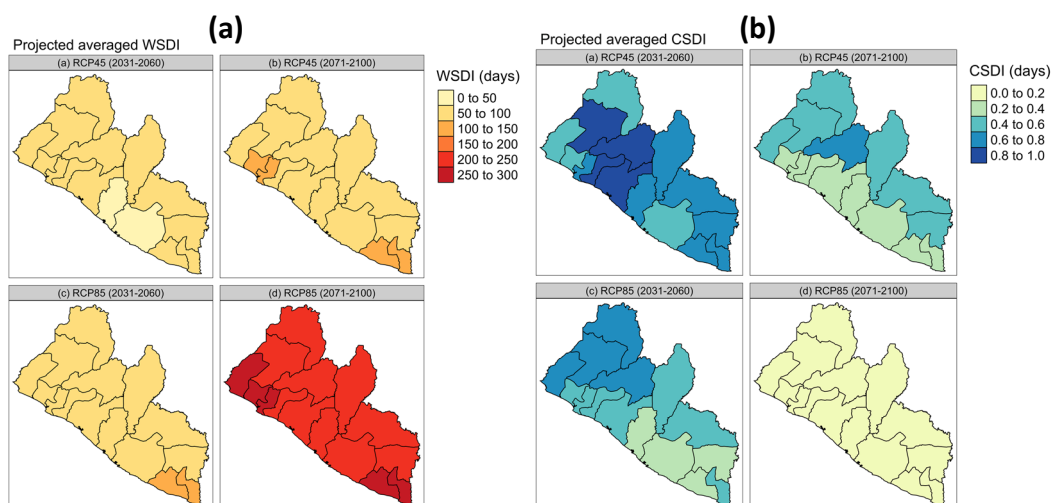 (a)
Projected averaged WSDI
(a) RCP45 (2031-2060)
(b) RCP45 (2071-2100)
WSDI (days)
0 to 50
50 to 100
100 to 150
150 to 200
200 to 250
250 to 300
(c) RCP85 (2031-2060)
(d) RCP85 (2071-2100)
(b)
Projected averaged CSDI
(a) RCP45 (2031-2060)
(b) RCP45 (2071-2100)
CSDI (days)
0.0 to 0.2
0.2 to 0.4
0.4 to 0.6
0.6 to 0.8
0.8 to 1.0
(c) RCP85 (2031-2060)
(d) RCP85 (2071-2100)